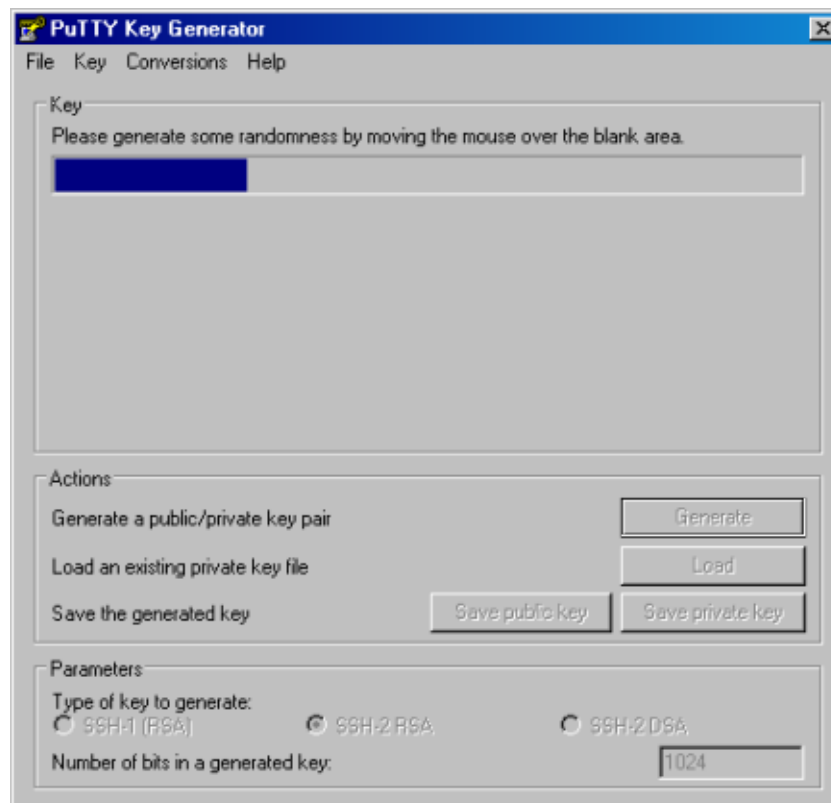 PuTTY Key Generator
File Key Conversions Help
Key
Please generate some randomness by moving the mouse over the blank area.
Actions
Generate a public/private key pair Generate
Load an existing private key file Load
Save the generated key Save public key Save private key
Parameters
Type of key to generate:
SSH-1 (RSA) SSH-2 RSA SSH-2 DSA
Number of bits in a generated key: 1024